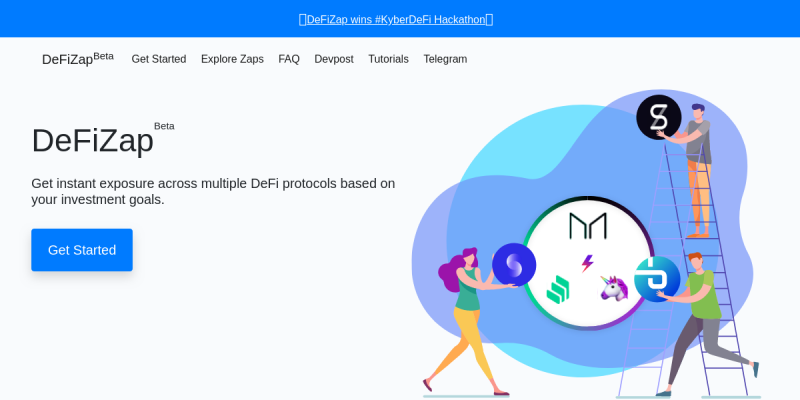 DeFiZap wins #KyberDeFi Hackathon
DeFiZap Beta Get Started Explore Zaps FAQ Devpost Tutorials Telegram
DeFiZap Beta
Get instant exposure across multiple DeFi protocols based on
your investment goals.
Get Started